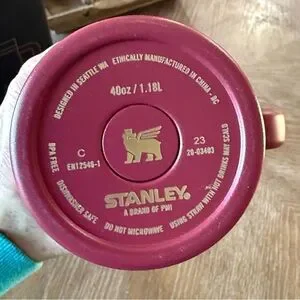 DESIGNED IN SEATTLE WA   ETHICALLY MANUFACTURED IN CHINA - DC
40oz / 1.18L
C
EN12546-1
23
20-03403
STANLEY®
A BRAND OF PMI
BPA FREE   DISHWASHER SAFE   DO NOT MICROWAVE   USING STRAW WITH HOT DRINKS MAY SCALD